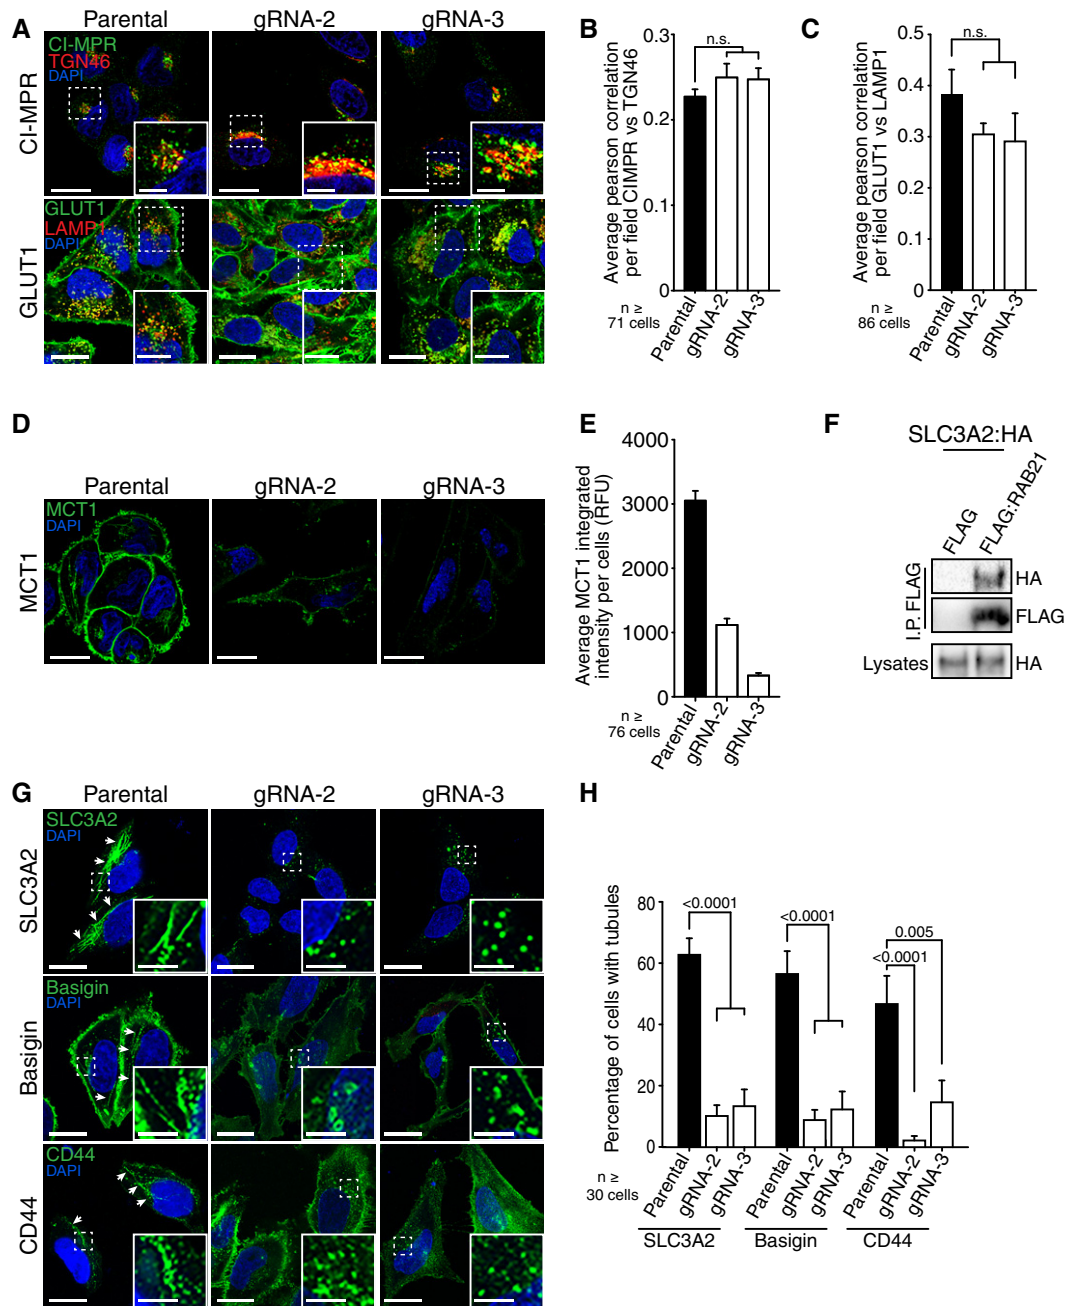 A
Parental
gRNA-2
gRNA-3
CI-MPR
CI-MPR
TGN46
DAPI
GLUT1
GLUT1
LAMP1
DAPI
B
Average pearson correlation
per field CIMPR vs TGN46
0.3
0.2
0.1
0
n.s.
n ≥
71 cells
Parental
gRNA-2
gRNA-3
C
Average pearson correlation
per field GLUT1 vs LAMP1
0.5
0.4
0.3
0.2
0.1
0
n.s.
n ≥
86 cells
Parental
gRNA-2
gRNA-3
D
Parental
gRNA-2
gRNA-3
MCT1
MCT1
DAPI
E
Average MCT1 integrated
intensity per cells (RFU)
4000
3000
2000
1000
0
n ≥
76 cells
Parental
gRNA-2
gRNA-3
F
SLC3A2:HA
FLAG
FLAG:RAB21
I.P. FLAG
HA
FLAG
Lysates
HA
G
Parental
gRNA-2
gRNA-3
SLC3A2
SLC3A2
DAPI
Basigin
Basigin
DAPI
CD44
CD44
DAPI
H
Percentage of cells with tubules
80
60
40
20
0
<0.0001
<0.0001
0.005
<0.0001
n ≥
30 cells
Parental
gRNA-2
gRNA-3
Parental
gRNA-2
gRNA-3
Parental
gRNA-2
gRNA-3
SLC3A2
Basigin
CD44